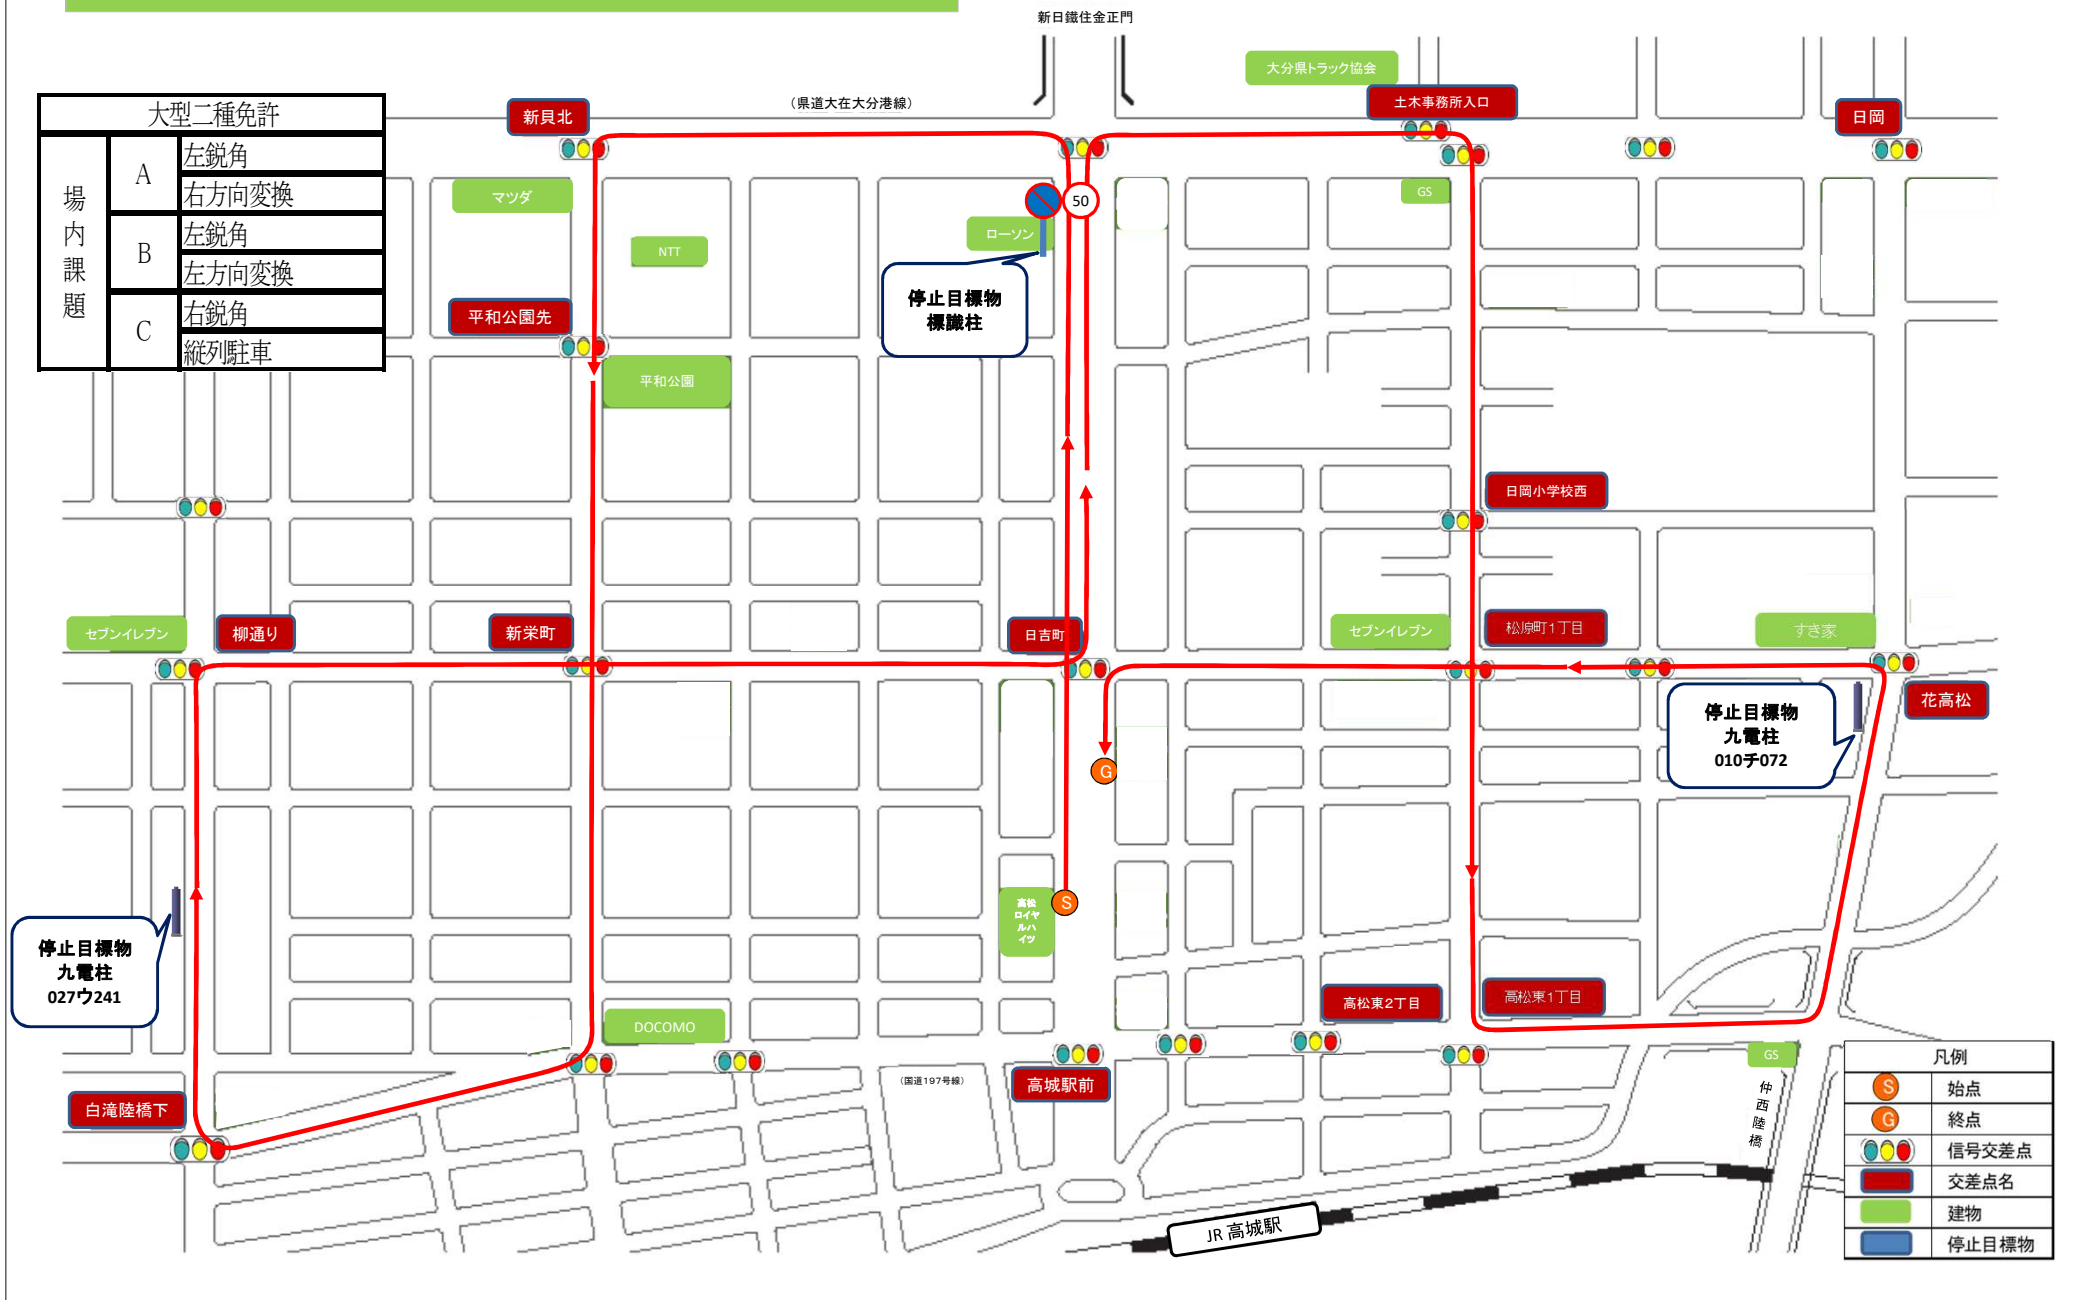 新日鐵住金正門
大分県トラック協会
大型二種免許
場内課題
A
左鋭角
右方向変換
B
左鋭角
左方向変換
C
右鋭角
縦列駐車
新貝北
(県道大在大分港線)
土木事務所入口
日岡
マツダ
50
GS
ローソン
NTT
停止目標物
標識柱
平和公園先
平和公園
日岡小学校西
セブンイレブン
柳通り
新栄町
日吉町
セブンイレブン
松原町1丁目
すき家
花高松
停止目標物
九電柱
010チ072
G
高松
ロイヤ
ルハ
イツ
S
停止目標物
九電柱
027ウ241
高松東2丁目
高松東1丁目
DOCOMO
白滝陸橋下
(国道197号線)
高城駅前
GS
仲西陸橋
JR 高城駅
凡例
S
始点
G
終点
信号交差点
交差点名
建物
停止目標物